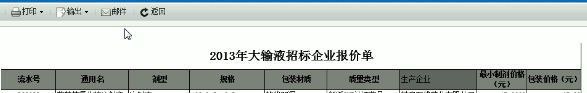 打印 输出 邮件 返回
2013年大输液招标企业报价单
流水号 通用名 剂型 规格 包装材质 质量类型 生产企业 最小制剂价格（元） 包装价格（元）